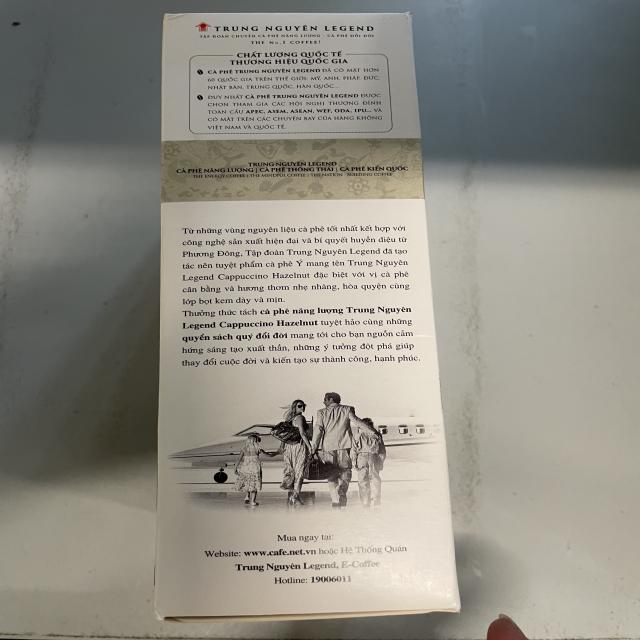 TRUNG NGUYÊN LEGEND
TẬP ĐOÀN CHUYÊN CÀ PHÊ NĂNG LƯỢNG - CÀ PHÊ ĐỔI ĐỜI
THE No.1 COFFEE!
CHẤT LƯỢNG QUỐC TẾ
THƯƠNG HIỆU QUỐC GIA
CÀ PHÊ TRUNG NGUYÊN LEGEND ĐÃ CÓ MẶT HƠN
60 QUỐC GIA TRÊN THẾ GIỚI: MỸ, ANH, PHÁP, ĐỨC,
NHẬT BẢN, TRUNG QUỐC, HÀN QUỐC...
DUY NHẤT CÀ PHÊ TRUNG NGUYÊN LEGEND ĐƯỢC
CHỌN THAM GIA CÁC HỘI NGHỊ THƯỢNG ĐỈNH
TOÀN CẦU APEC, ASEM, ASEAN, WEF, ODA, IPU... VÀ
CÓ MẶT TRÊN CÁC CHUYẾN BAY CỦA HÀNG KHÔNG
VIỆT NAM VÀ QUỐC TẾ.
TRUNG NGUYÊN LEGEND
CÀ PHÊ NĂNG LƯỢNG | CÀ PHÊ THÔNG THÁI | CÀ PHÊ KIẾN QUỐC
THE ENERGY COFFEE | THE MINDFUL COFFEE | THE NATION - BUILDING COFFEE
Từ những vùng nguyên liệu cà phê tốt nhất kết hợp với
công nghệ sản xuất hiện đại và bí quyết huyền diệu từ
Phương Đông, Tập đoàn Trung Nguyên Legend đã tạo
tác nên tuyệt phẩm cà phê Ý mang tên Trung Nguyên
Legend Cappuccino Hazelnut đặc biệt với vị cà phê
cân bằng và hương thơm nhẹ nhàng, hòa quyện cùng
lớp bọt kem dày và mịn.
Thưởng thức tách cà phê năng lượng Trung Nguyên
Legend Cappuccino Hazelnut tuyệt hảo cùng những
quyển sách quý đổi đời mang tới cho bạn nguồn cảm
hứng sáng tạo xuất thần, những ý tưởng đột phá giúp
thay đổi cuộc đời và kiến tạo sự thành công, hạnh phúc.
Mua ngay tại:
Website: www.cafe.net.vn hoặc Hệ Thống Quán
Trung Nguyên Legend, E-Coffee
Hotline: 19006011